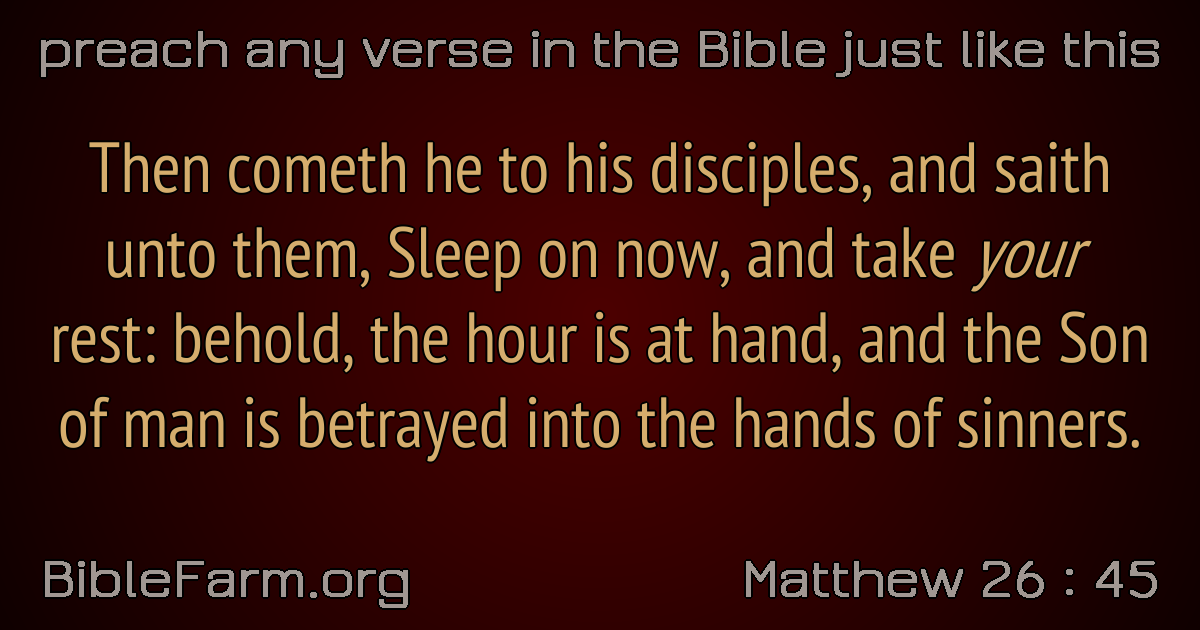 preach any verse in the Bible just like this
Then cometh he to his disciples, and saith
unto them, Sleep on now, and take your
rest: behold, the hour is at hand, and the Son
of man is betrayed into the hands of sinners.
BibleFarm.org
Matthew 26 : 45